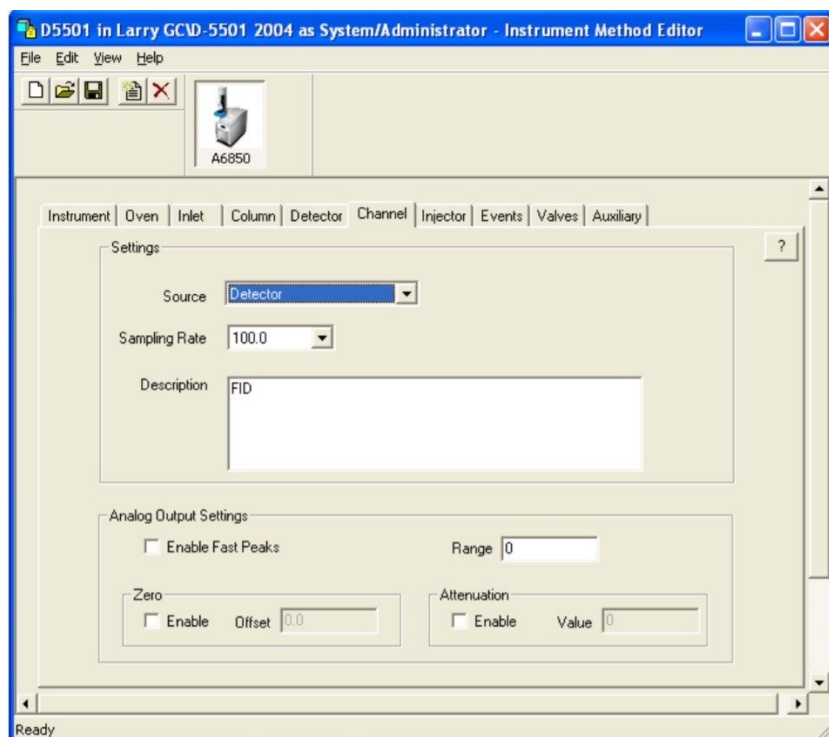 D5501 in Larry GC\D-5501 2004 as System/Administrator - Instrument Method Editor
File Edit View Help
A6850
Instrument Oven Inlet Column Detector Channel Injector Events Valves Auxiliary
Settings
?
Source Detector
Sampling Rate 100.0
Description FID
Analog Output Settings
Enable Fast Peaks Range 0
Zero Attenuation
Enable Offset 0.0 Enable Value 0
Ready